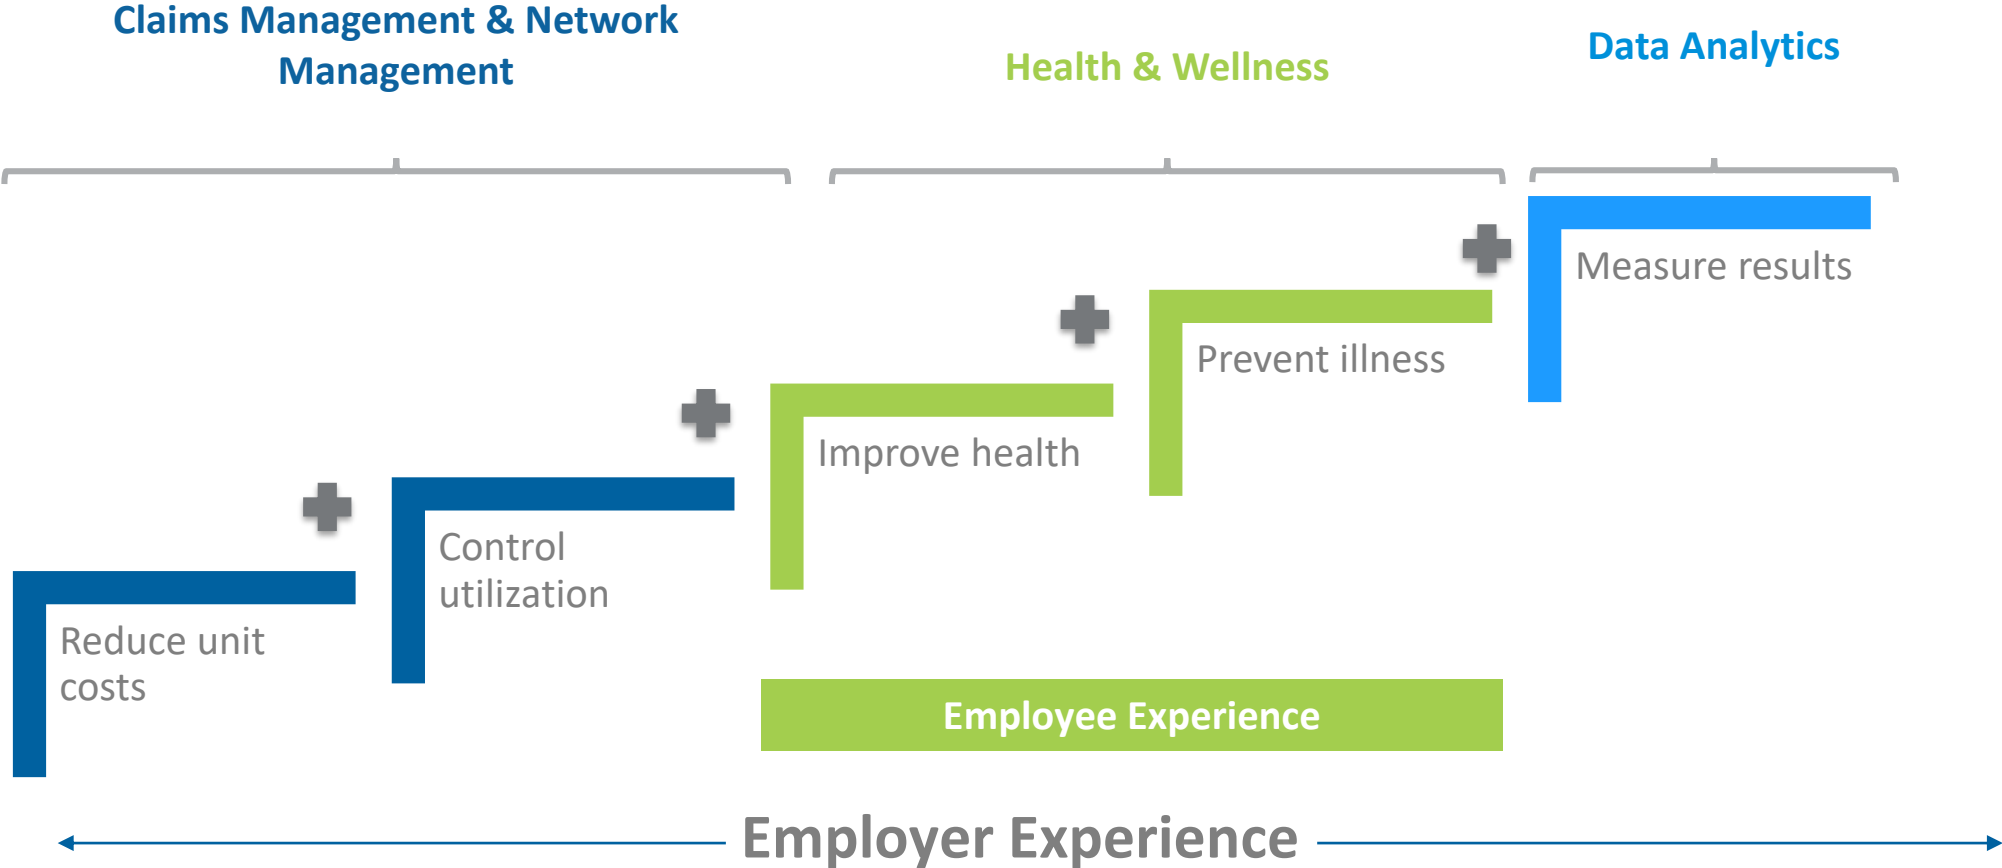 Claims Management & Network
Management
Health & Wellness
Data Analytics
Measure results
Prevent illness
Improve health
Control
utilization
Reduce unit
costs
Employee Experience
Employer Experience